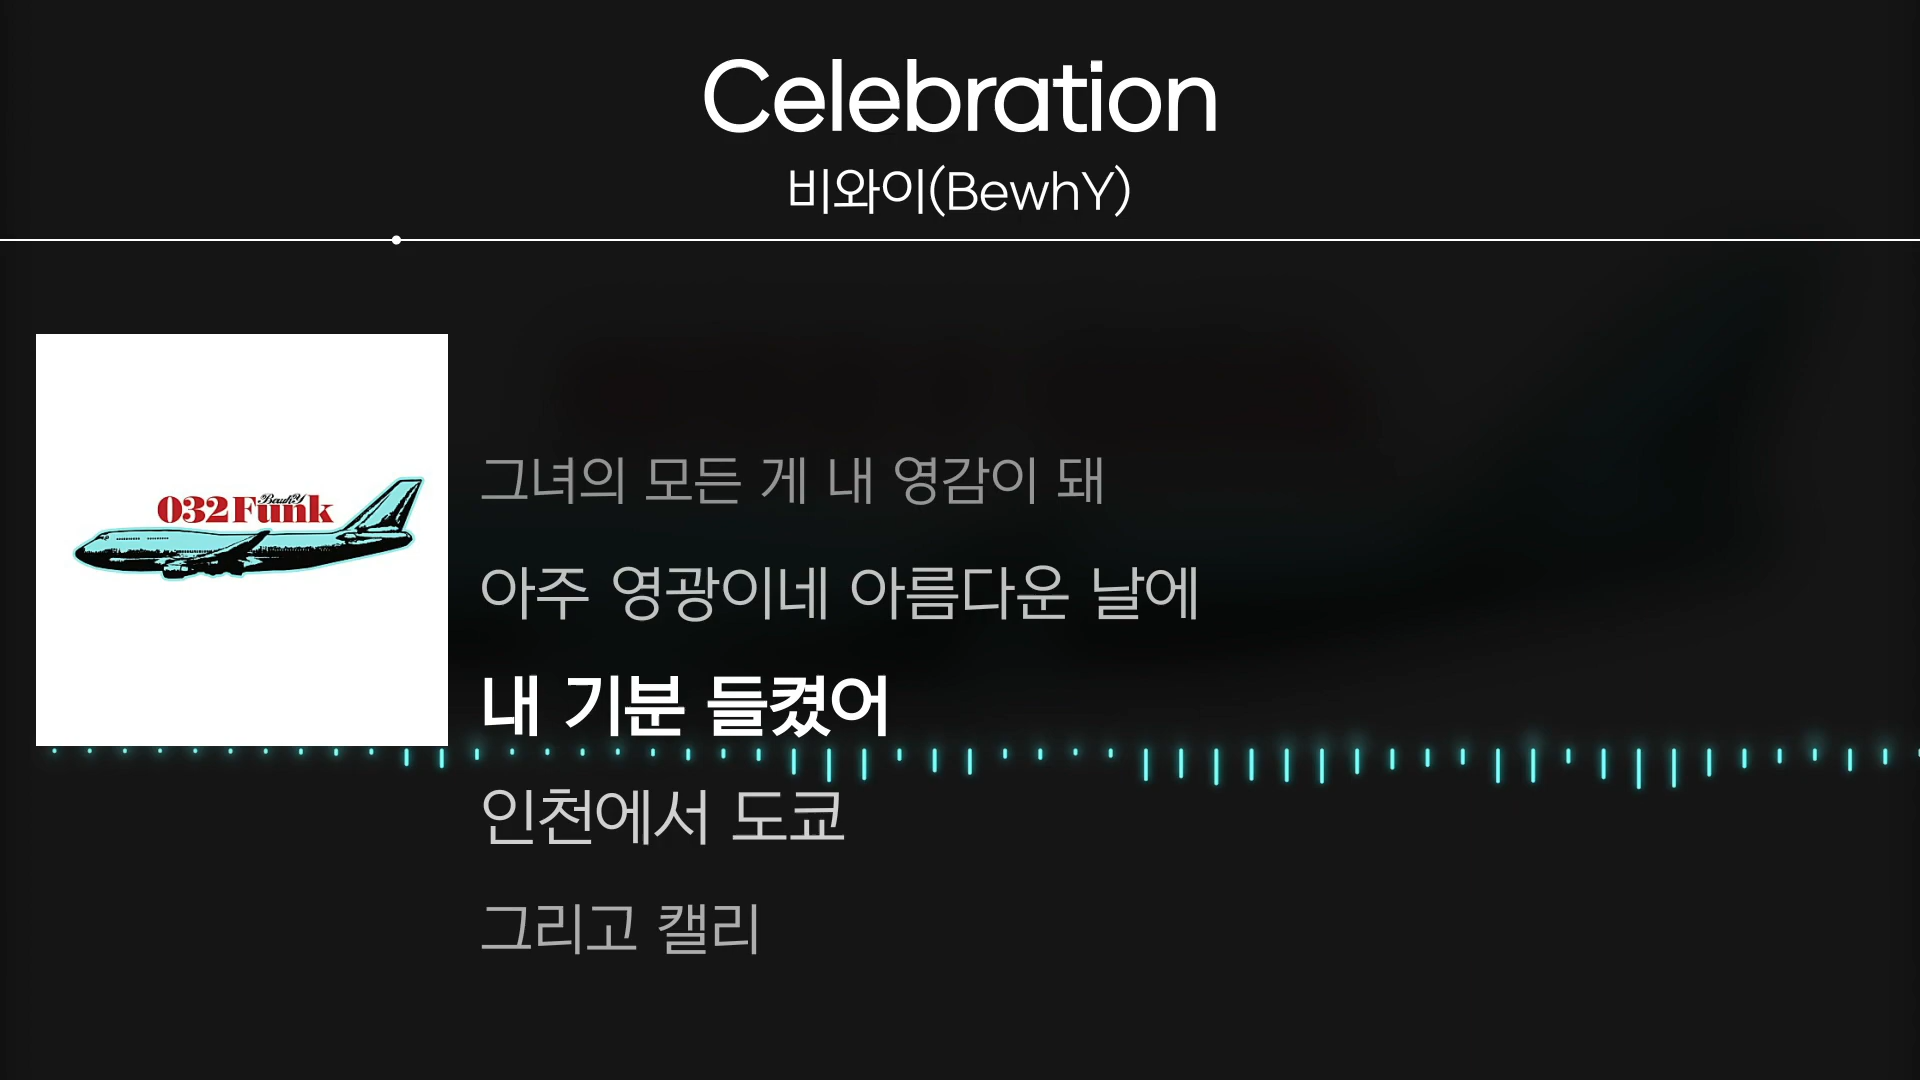 Celebration
비와이(BewhY)
BewhY
032 Funk
그녀의 모든 게 내 영감이 돼
아주 영광이네 아름다운 날에
내 기분 들켰어
인천에서 도쿄
그리고 캘리